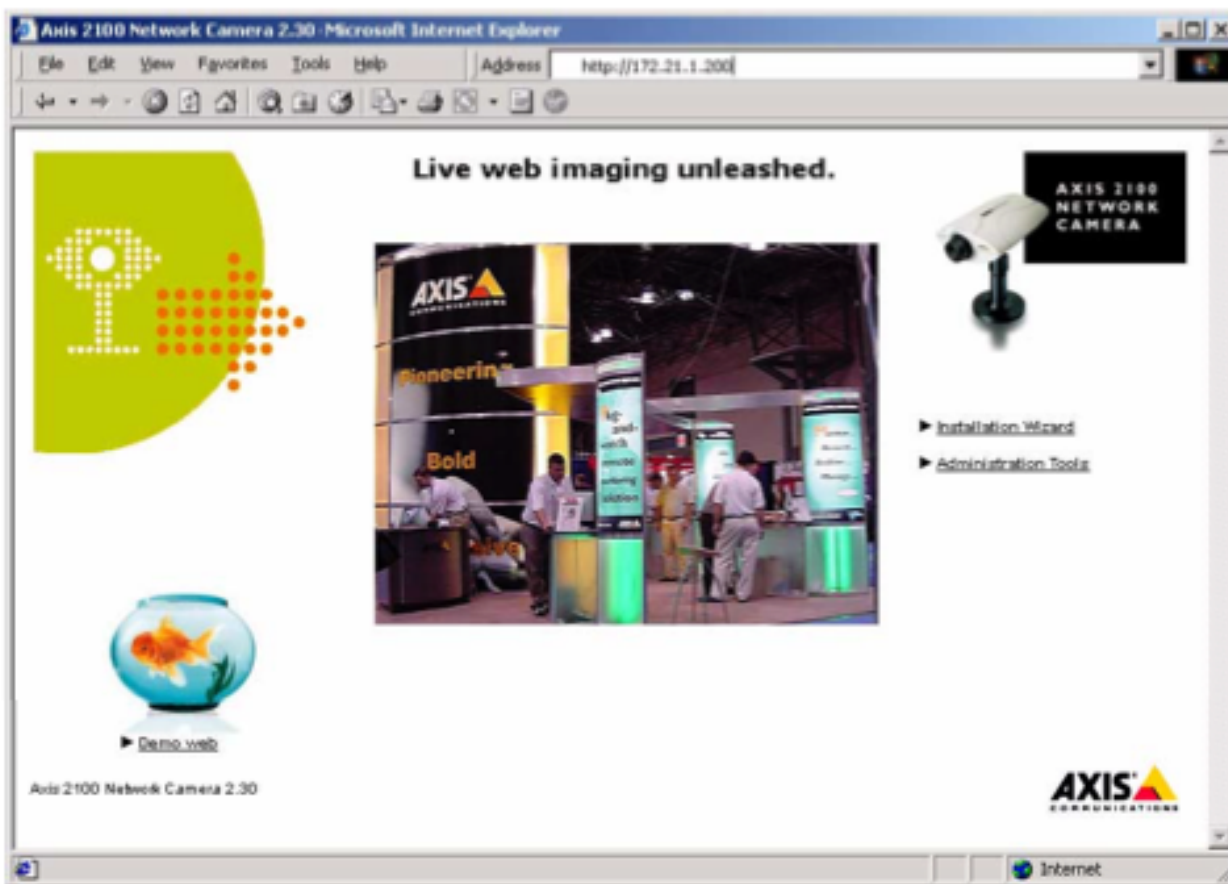 Axis 2100 Network Camera 2.30 - Microsoft Internet Explorer
File Edit View Favorites Tools Help
Address http://172.21.1.200
Live web imaging unleashed.
AXIS 2100
NETWORK
CAMERA
AXIS
COMMUNICATIONS
Pioneering
Bold
Installation Wizard
Administration Tools
Demo web
Axis 2100 Network Camera 2.30
AXIS
COMMUNICATIONS
Internet